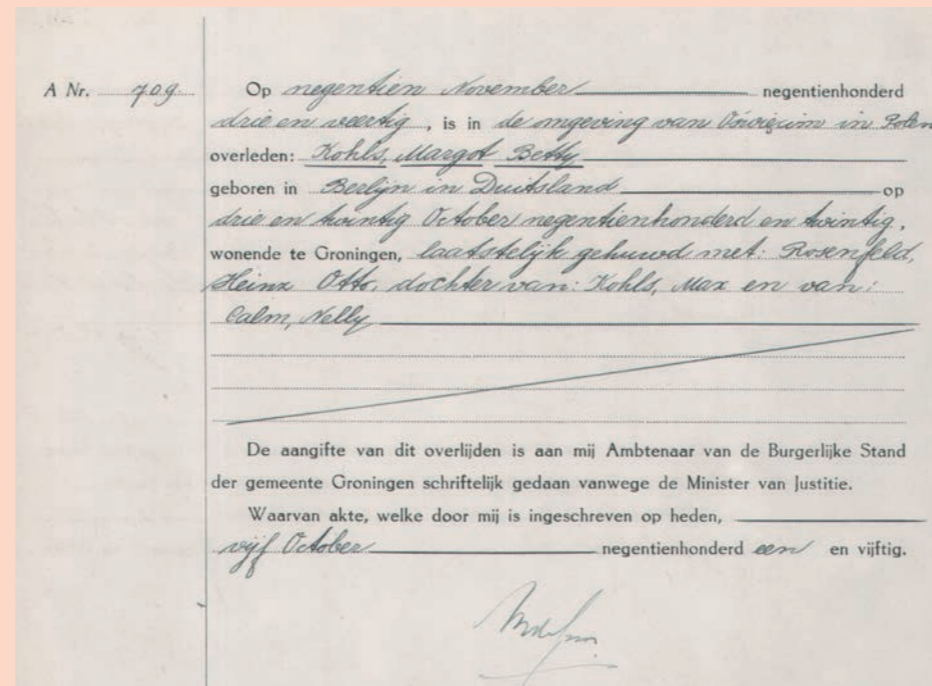 A Nr. 709 Op negentien November negentienhonderd
drie en veertig, is in de omgeving van Oświęcim in Polen
overleden: Kohls, Margot Betty
geboren in Berlijn in Duitsland op
drie en twintig October negentienhonderd en twintig,
wonende te Groningen, laatstelijk gehuwd met: Rosenfeld,
Heinz Otto, dochter van: Kohls, Max en van:
Calm, Nelly
De aangifte van dit overlijden is aan mij Ambtenaar van de Burgerlijke Stand
der gemeente Groningen schriftelijk gedaan vanwege de Minister van Justitie.
Waarvan akte, welke door mij is ingeschreven op heden,
vijf October negentienhonderd een en vijftig.